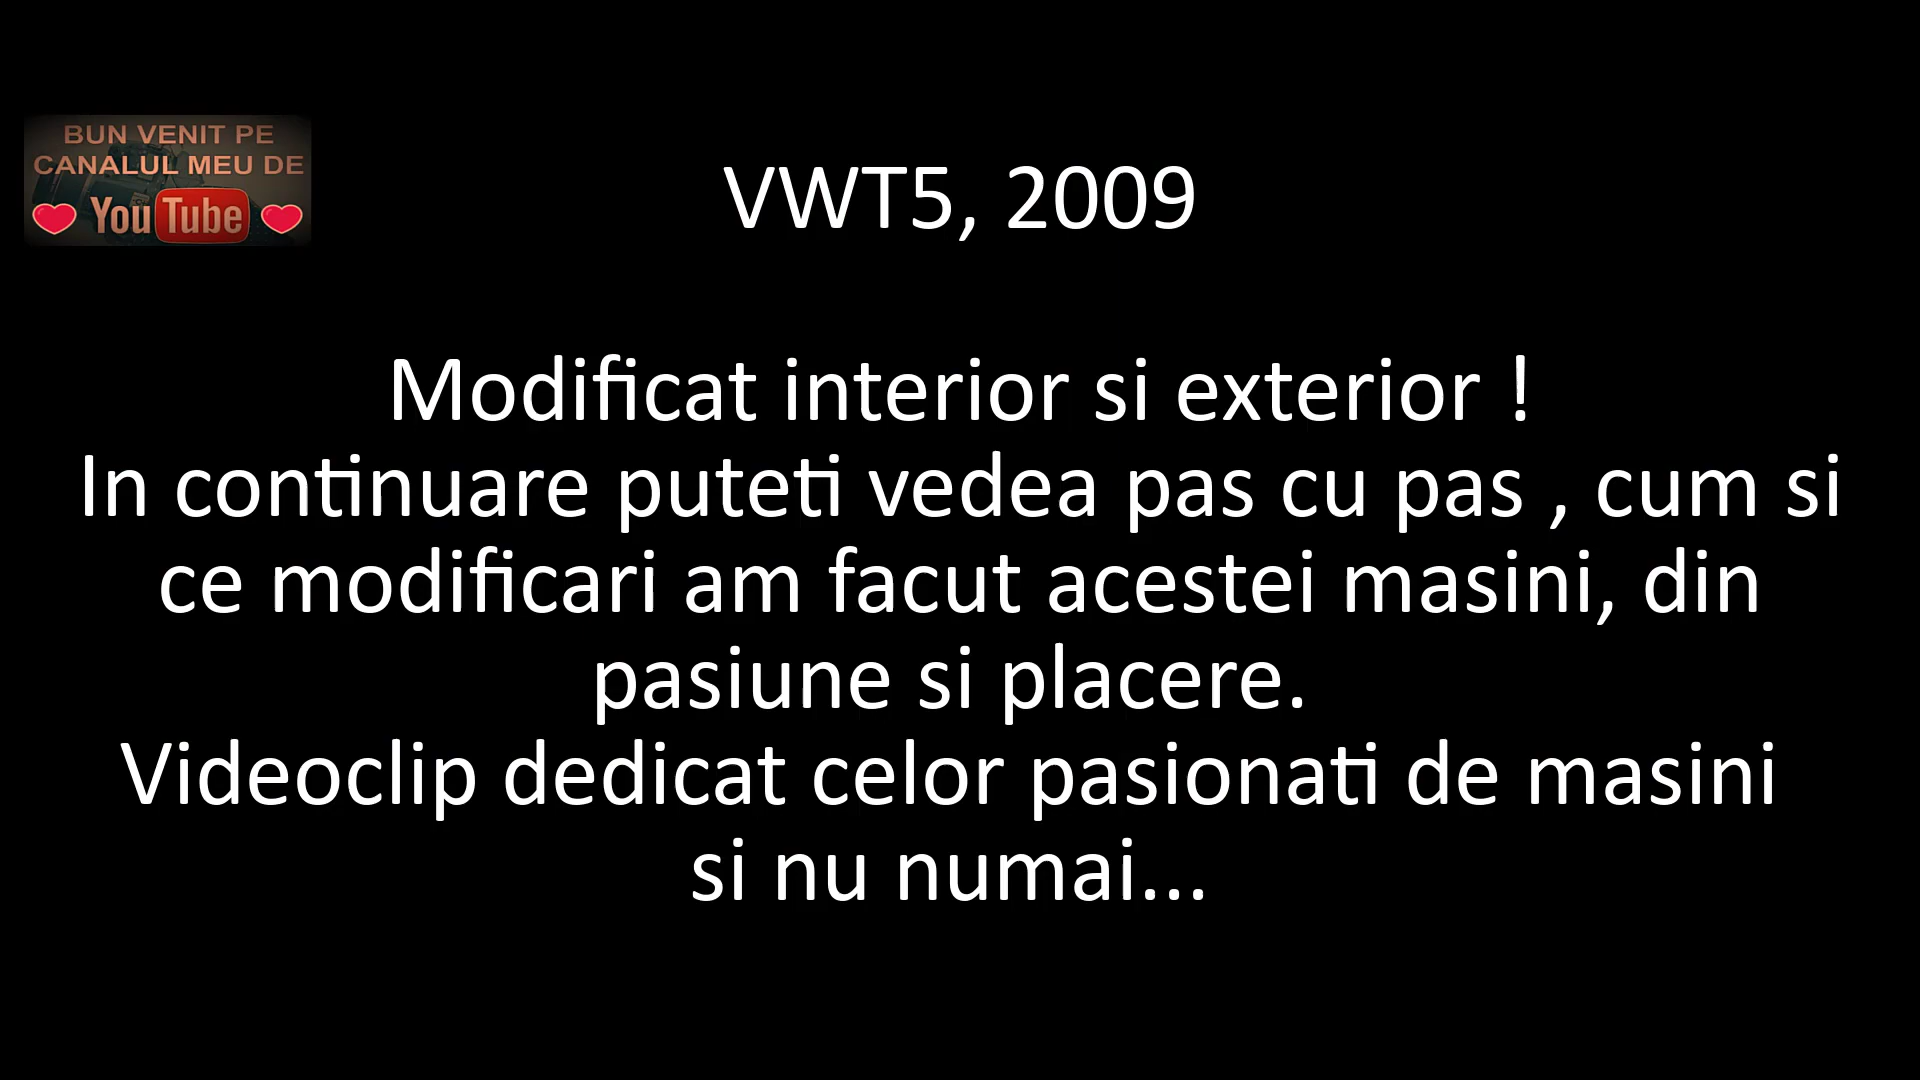 BUN VENIT PE
CANALUL MEU DE
YouTube
VWT5, 2009
Modificat interior si exterior !
In continuare puteti vedea pas cu pas , cum si
ce modificari am facut acestei masini, din
pasiune si placere.
Videoclip dedicat celor pasionati de masini
si nu numai...